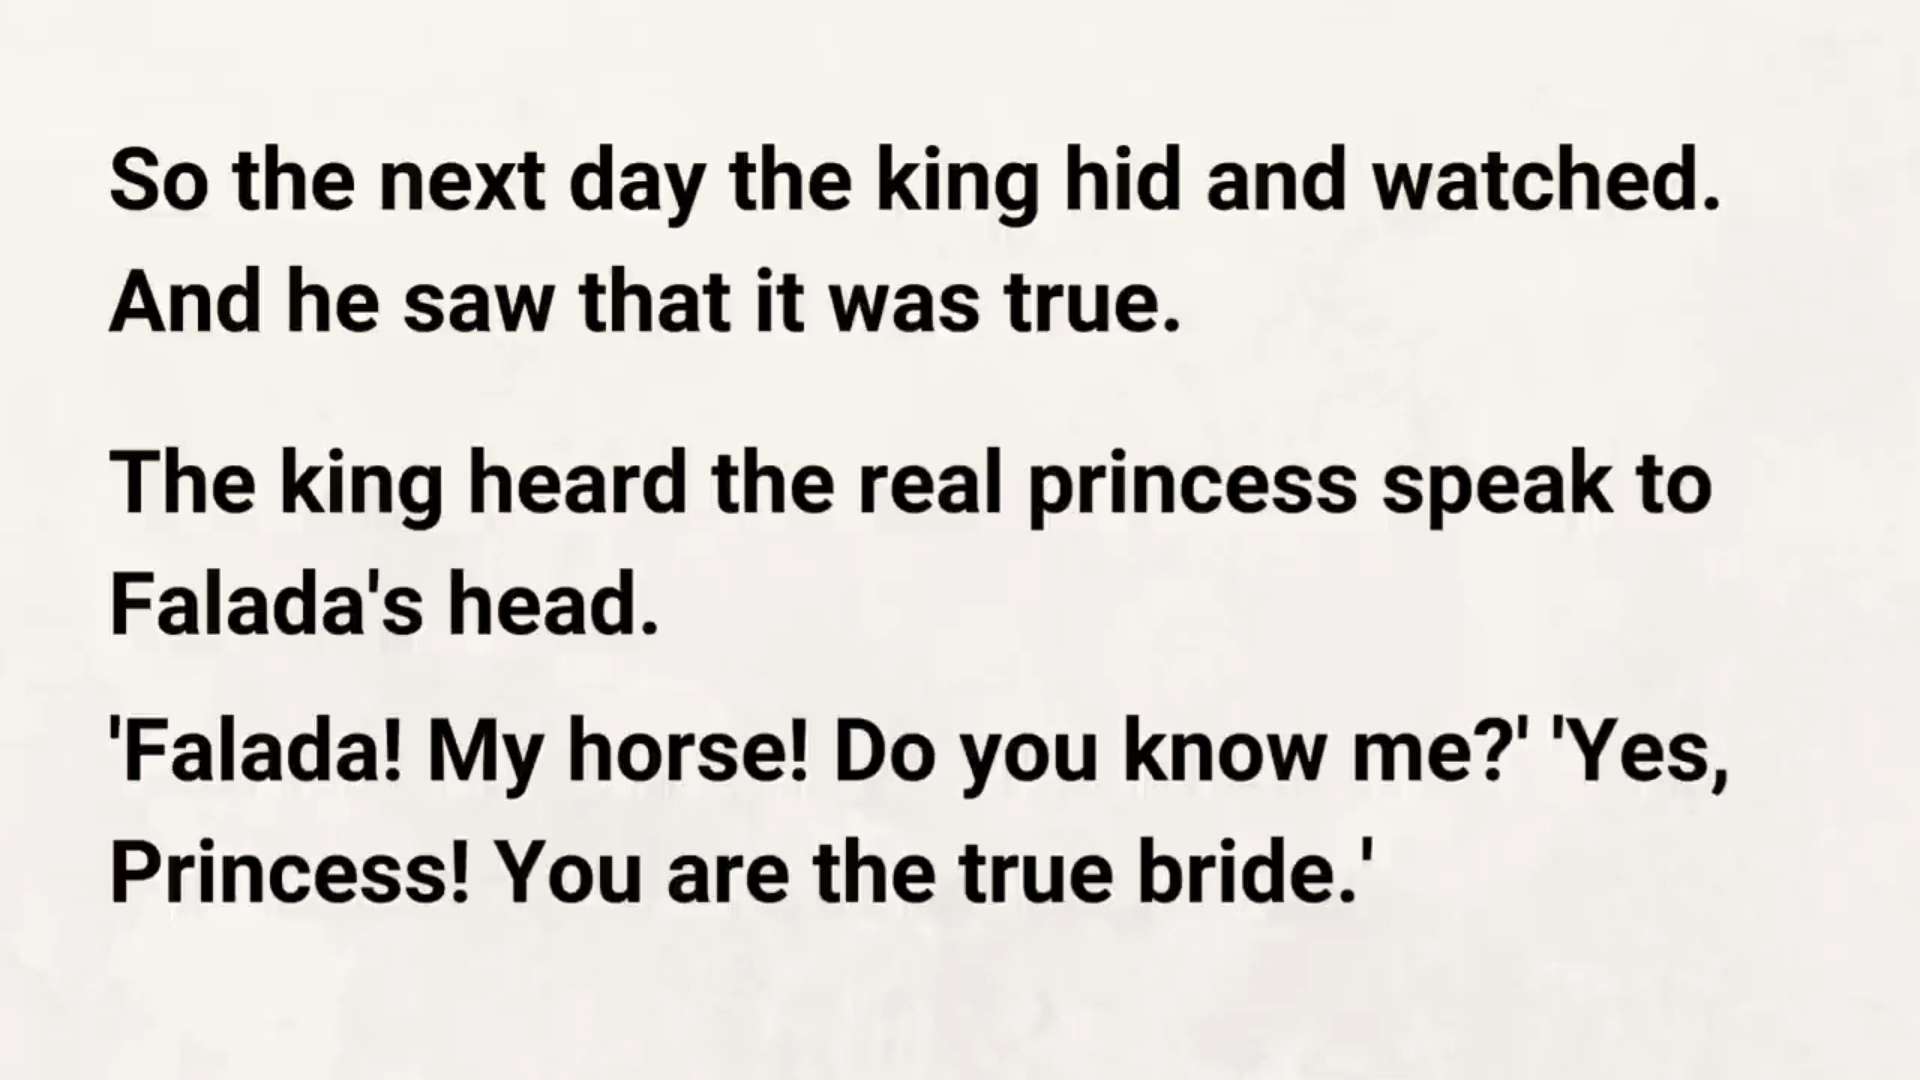 So the next day the king hid and watched.
And he saw that it was true.
The king heard the real princess speak to
Falada's head.
'Falada! My horse! Do you know me?' 'Yes,
Princess! You are the true bride.'